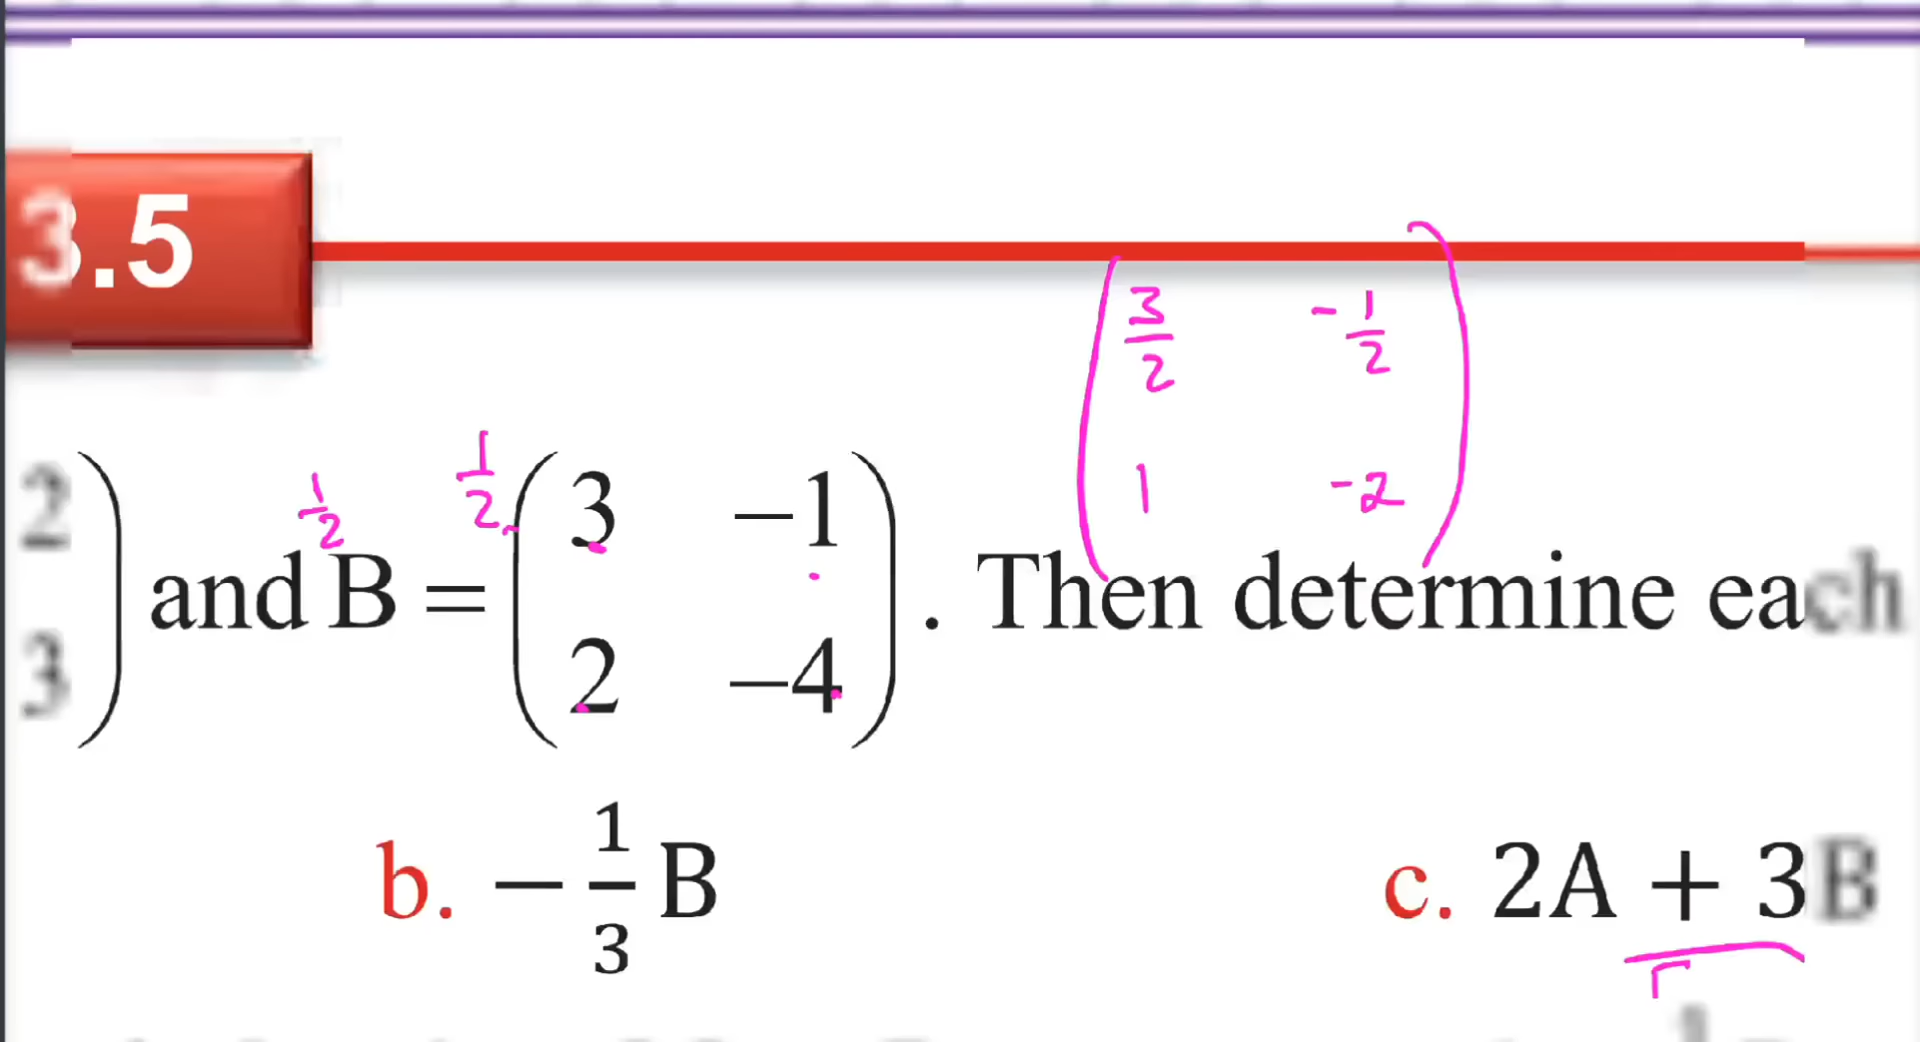 3.5
3/2 -1/2
1 -2
1/2 1/2
2) and B = (3 -1
3 2 -4). Then determine each
b. -1/3 B c. 2A + 3B